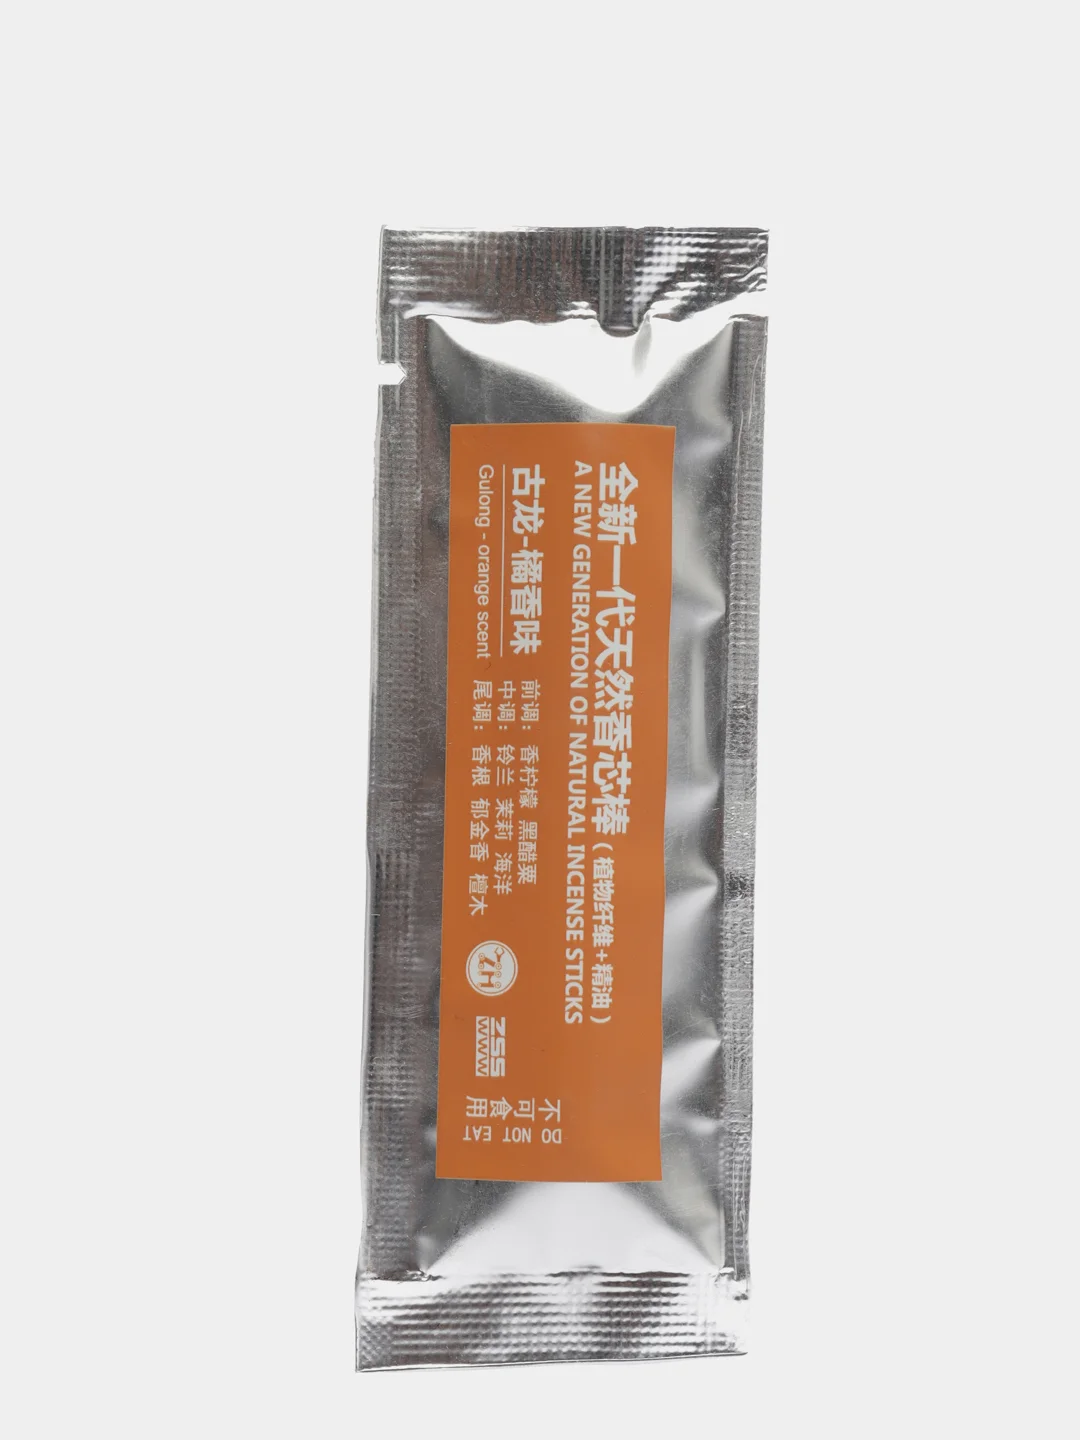 全新一代天然香芯棒（植物纤维+精油）
A NEW GENERATION OF NATURAL INCENSE STICKS
古龙-橘香味
Gulong - orange scent
前调：香柠檬 黑醋栗
中调：铃兰 茉莉 海洋
尾调：香根 郁金香 檀木
ZH
ZSS
WWW
不可食用
DO NOT EAT